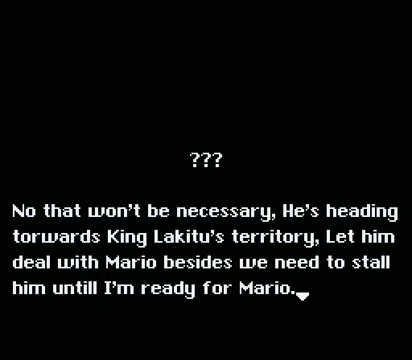 ???
No that won't be necessary, He's heading
torwards King Lakitu's territory, Let him
deal with Mario besides we need to stall
him untill I'm ready for Mario.